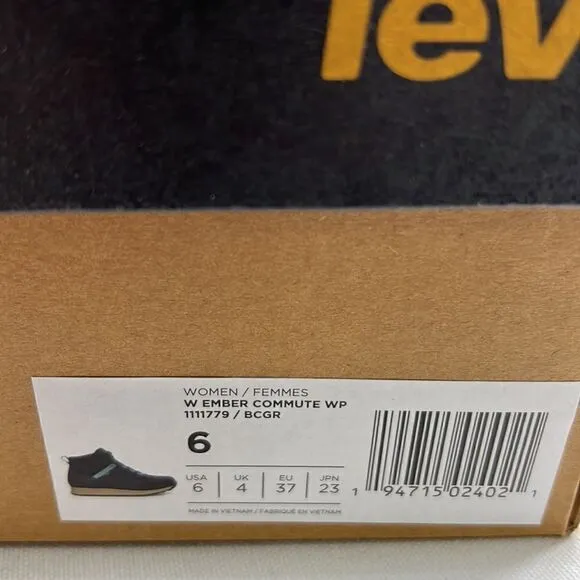 lev
WOMEN / FEMMES
W EMBER COMMUTE WP
1111779 / BCGR
6
USA UK EU JPN
6 4 37 23
MADE IN VIETNAM / FABRIQUÉ EN VIETNAM
1 94715 02402 1